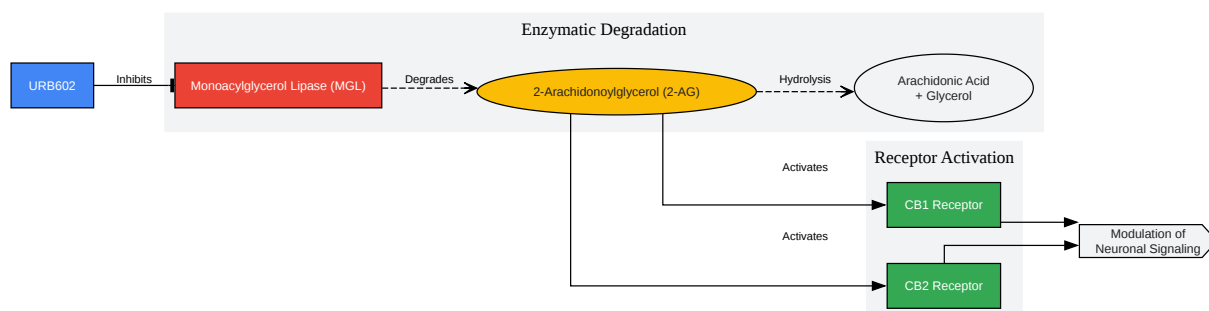 Enzymatic Degradation
URB602
Inhibits
Monoacylglycerol Lipase (MGL)
Degrades
2-Arachidonoylglycerol (2-AG)
Hydrolysis
Arachidonic Acid
+ Glycerol
Receptor Activation
Activates
CB1 Receptor
Activates
CB2 Receptor
Modulation of
Neuronal Signaling